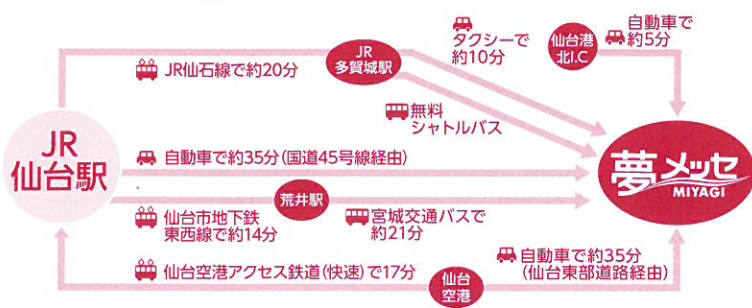 JR
仙台駅
JR仙石線で約20分
JR
多賀城駅
タクシーで
約10分
無料
シャトルバス
仙台港
北I.C
自動車で
約5分
自動車で約35分(国道45号線経由)
夢メッセ
MIYAGI
仙台市地下鉄
東西線で約14分
荒井駅
宮城交通バスで
約21分
仙台空港アクセス鉄道(快速)で17分
仙台
空港
自動車で約35分
(仙台東部道路経由)